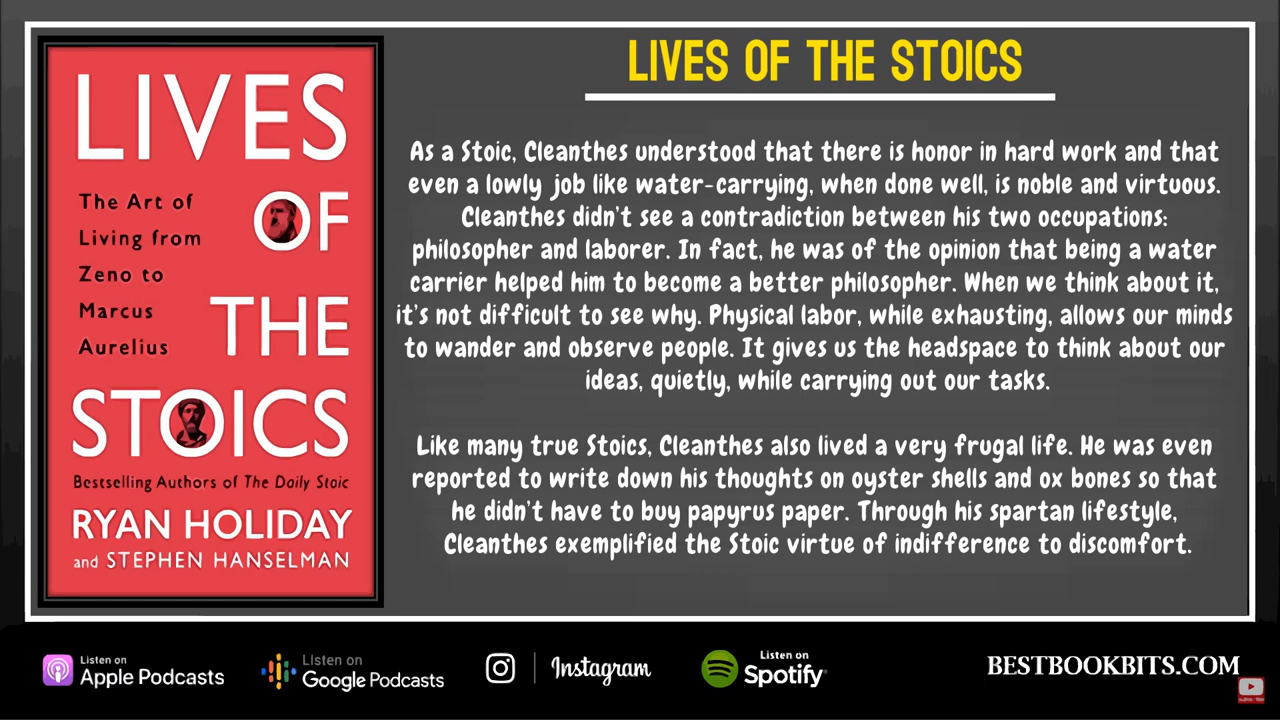 LIVES
OF
THE
STOICS
The Art of
Living from
Zeno to
Marcus
Aurelius
Bestselling Authors of The Daily Stoic
RYAN HOLIDAY
and STEPHEN HANSELMAN
LIVES OF THE STOICS
As a Stoic, Cleanthes understood that there is honor in hard work and that
even a lowly job like water-carrying, when done well, is noble and virtuous.
Cleanthes didn't see a contradiction between his two occupations:
philosopher and laborer. In fact, he was of the opinion that being a water
carrier helped him to become a better philosopher. When we think about it,
it's not difficult to see why. Physical labor, while exhausting, allows our minds
to wander and observe people. It gives us the headspace to think about our
ideas, quietly, while carrying out our tasks.
Like many true Stoics, Cleanthes also lived a very frugal life. He was even
reported to write down his thoughts on oyster shells and ox bones so that
he didn't have to buy papyrus paper. Through his spartan lifestyle,
Cleanthes exemplified the Stoic virtue of indifference to discomfort.
Listen on
Apple Podcasts
Listen on
Google Podcasts
Instagram
Listen on
Spotify
BESTBOOKBITS.COM